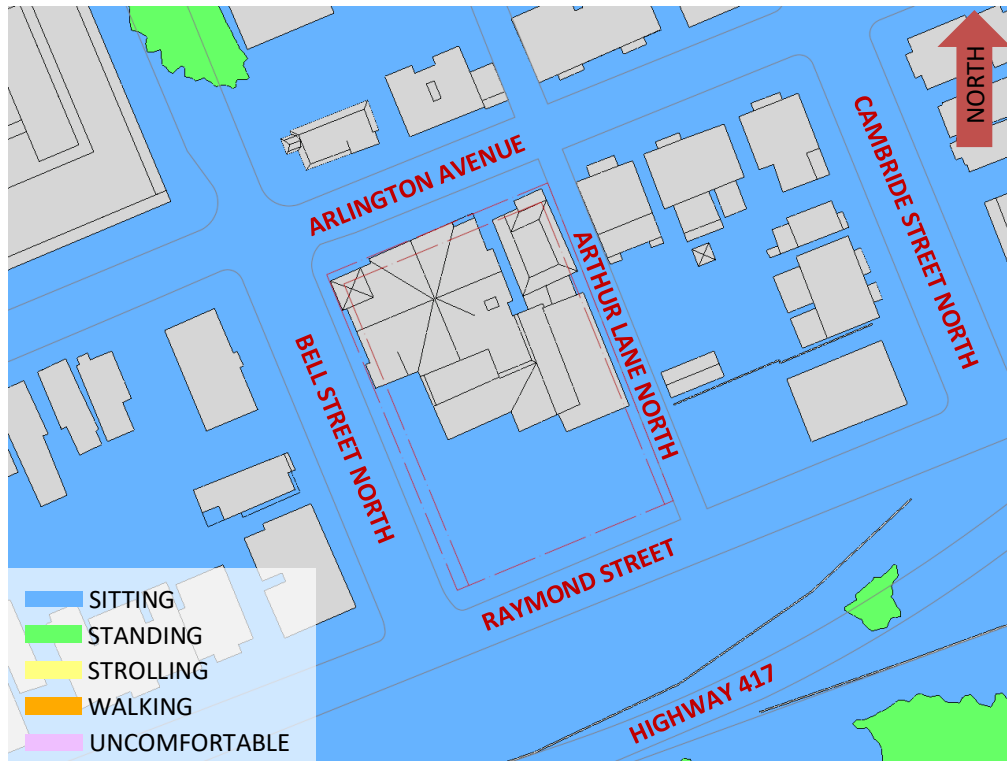 NORTH
ARLINGTON AVENUE
CAMBRIDE STREET NORTH
ARTHUR LANE NORTH
BELL STREET NORTH
RAYMOND STREET
HIGHWAY 417
SITTING
STANDING
STROLLING
WALKING
UNCOMFORTABLE